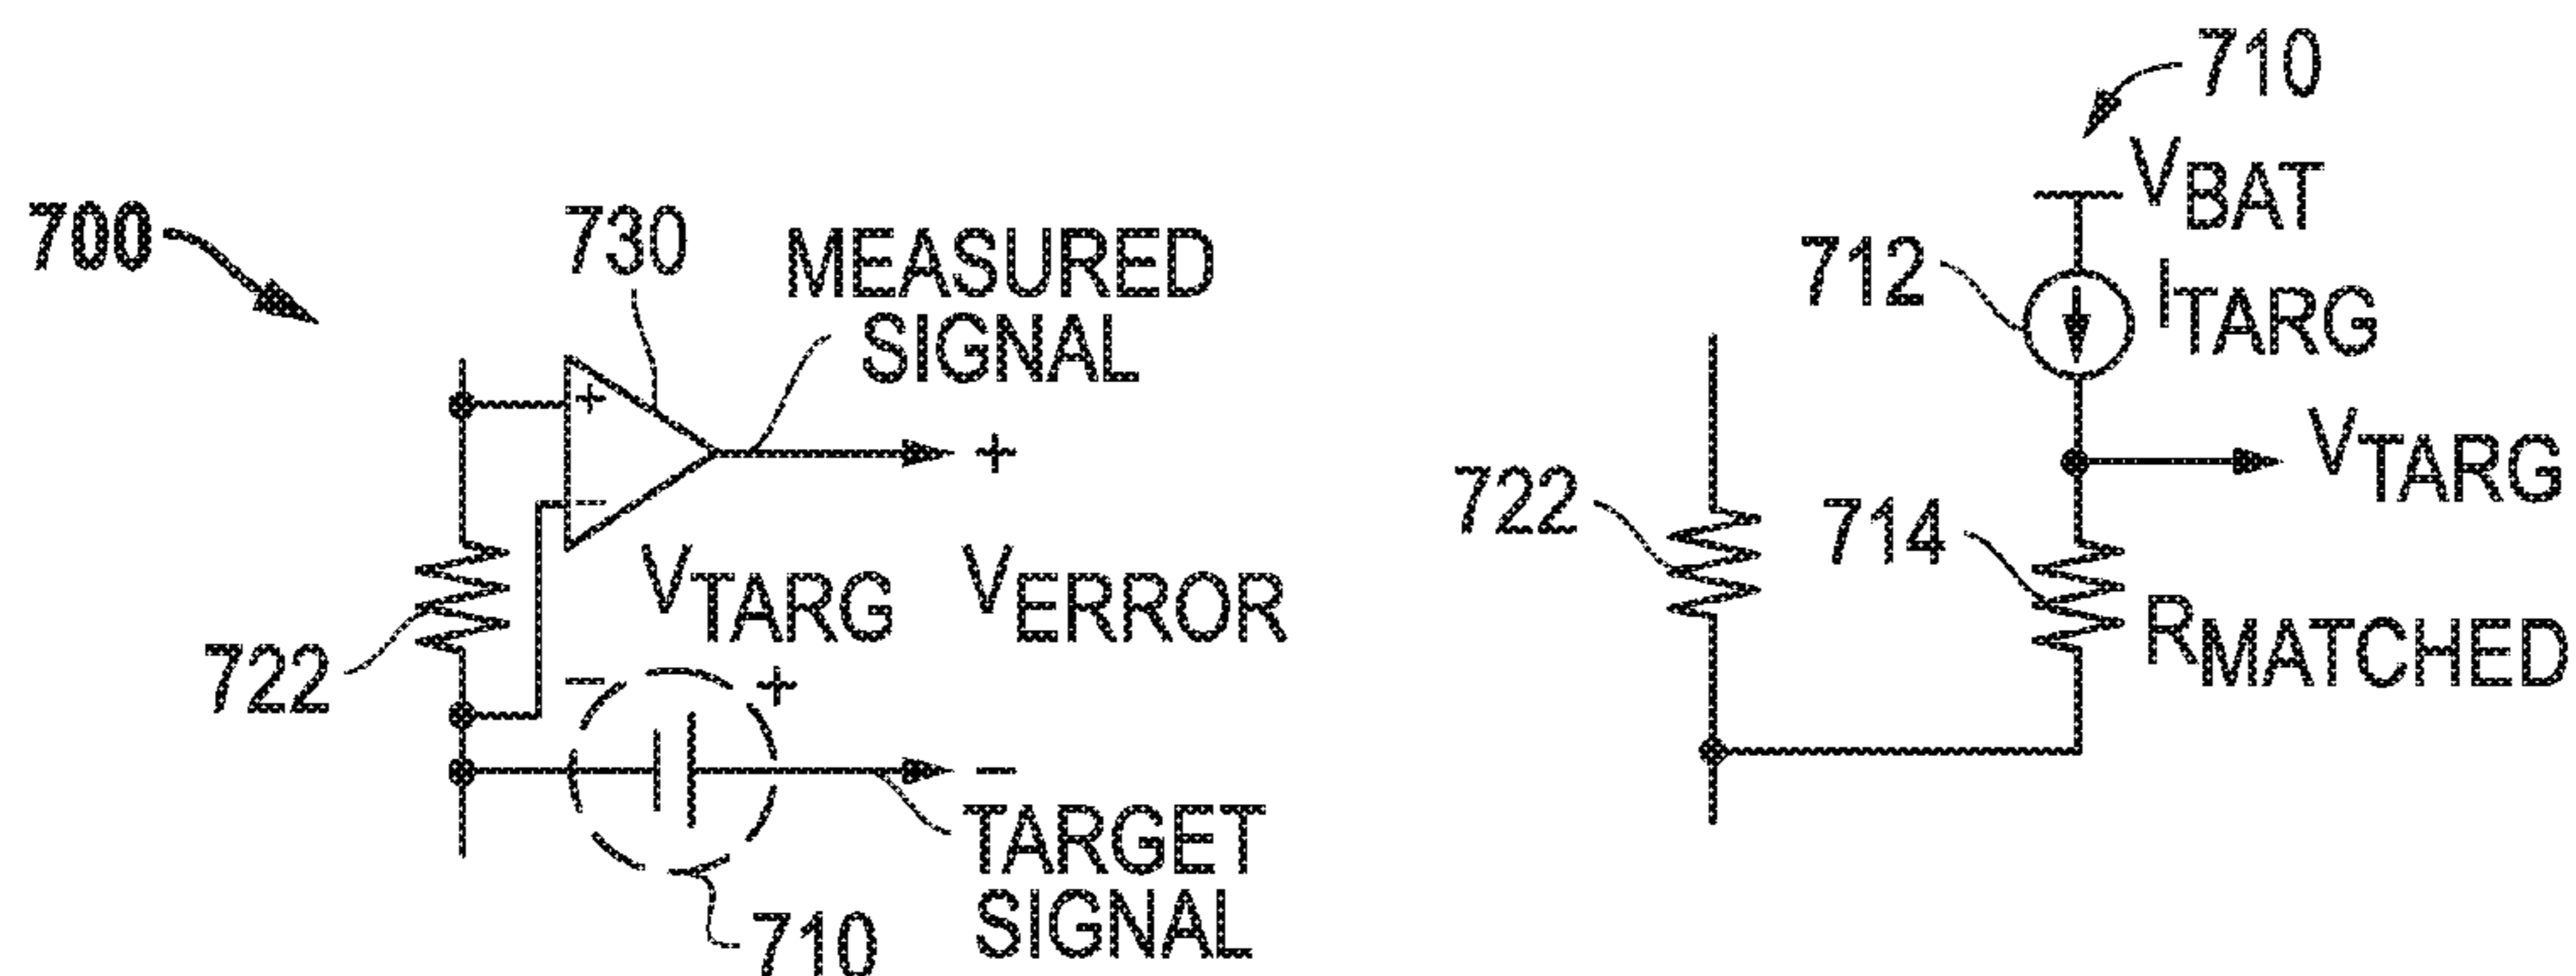 700
730
MEASURED
SIGNAL
+
−
+
722
VTARG
VERROR
−
+
−
TARGET
SIGNAL
710
710
VBAT
712
ITARG
VTARG
722
714
RMATCHED